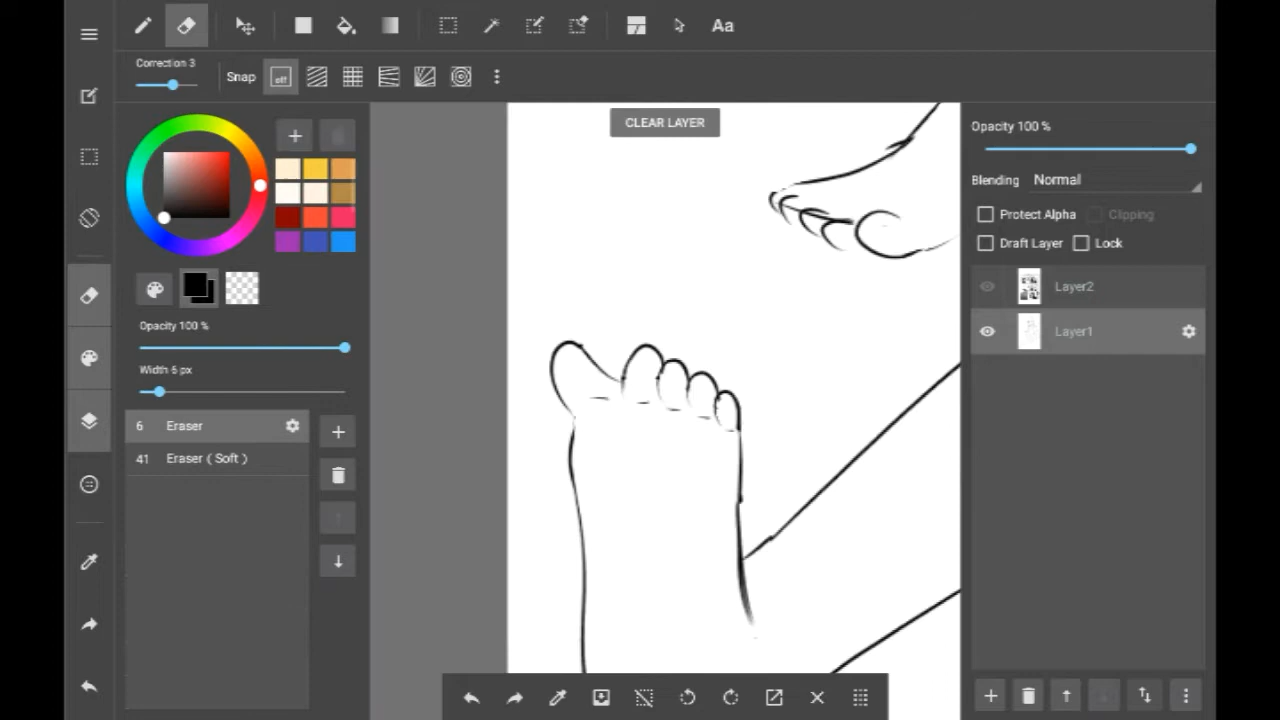 Aa
Correction 3
Snap
off
CLEAR LAYER
Opacity 100 %
Blending Normal
Protect Alpha
Clipping
Draft Layer
Lock
Layer2
Layer1
Opacity 100 %
Width 6 px
6 Eraser
41 Eraser ( Soft )